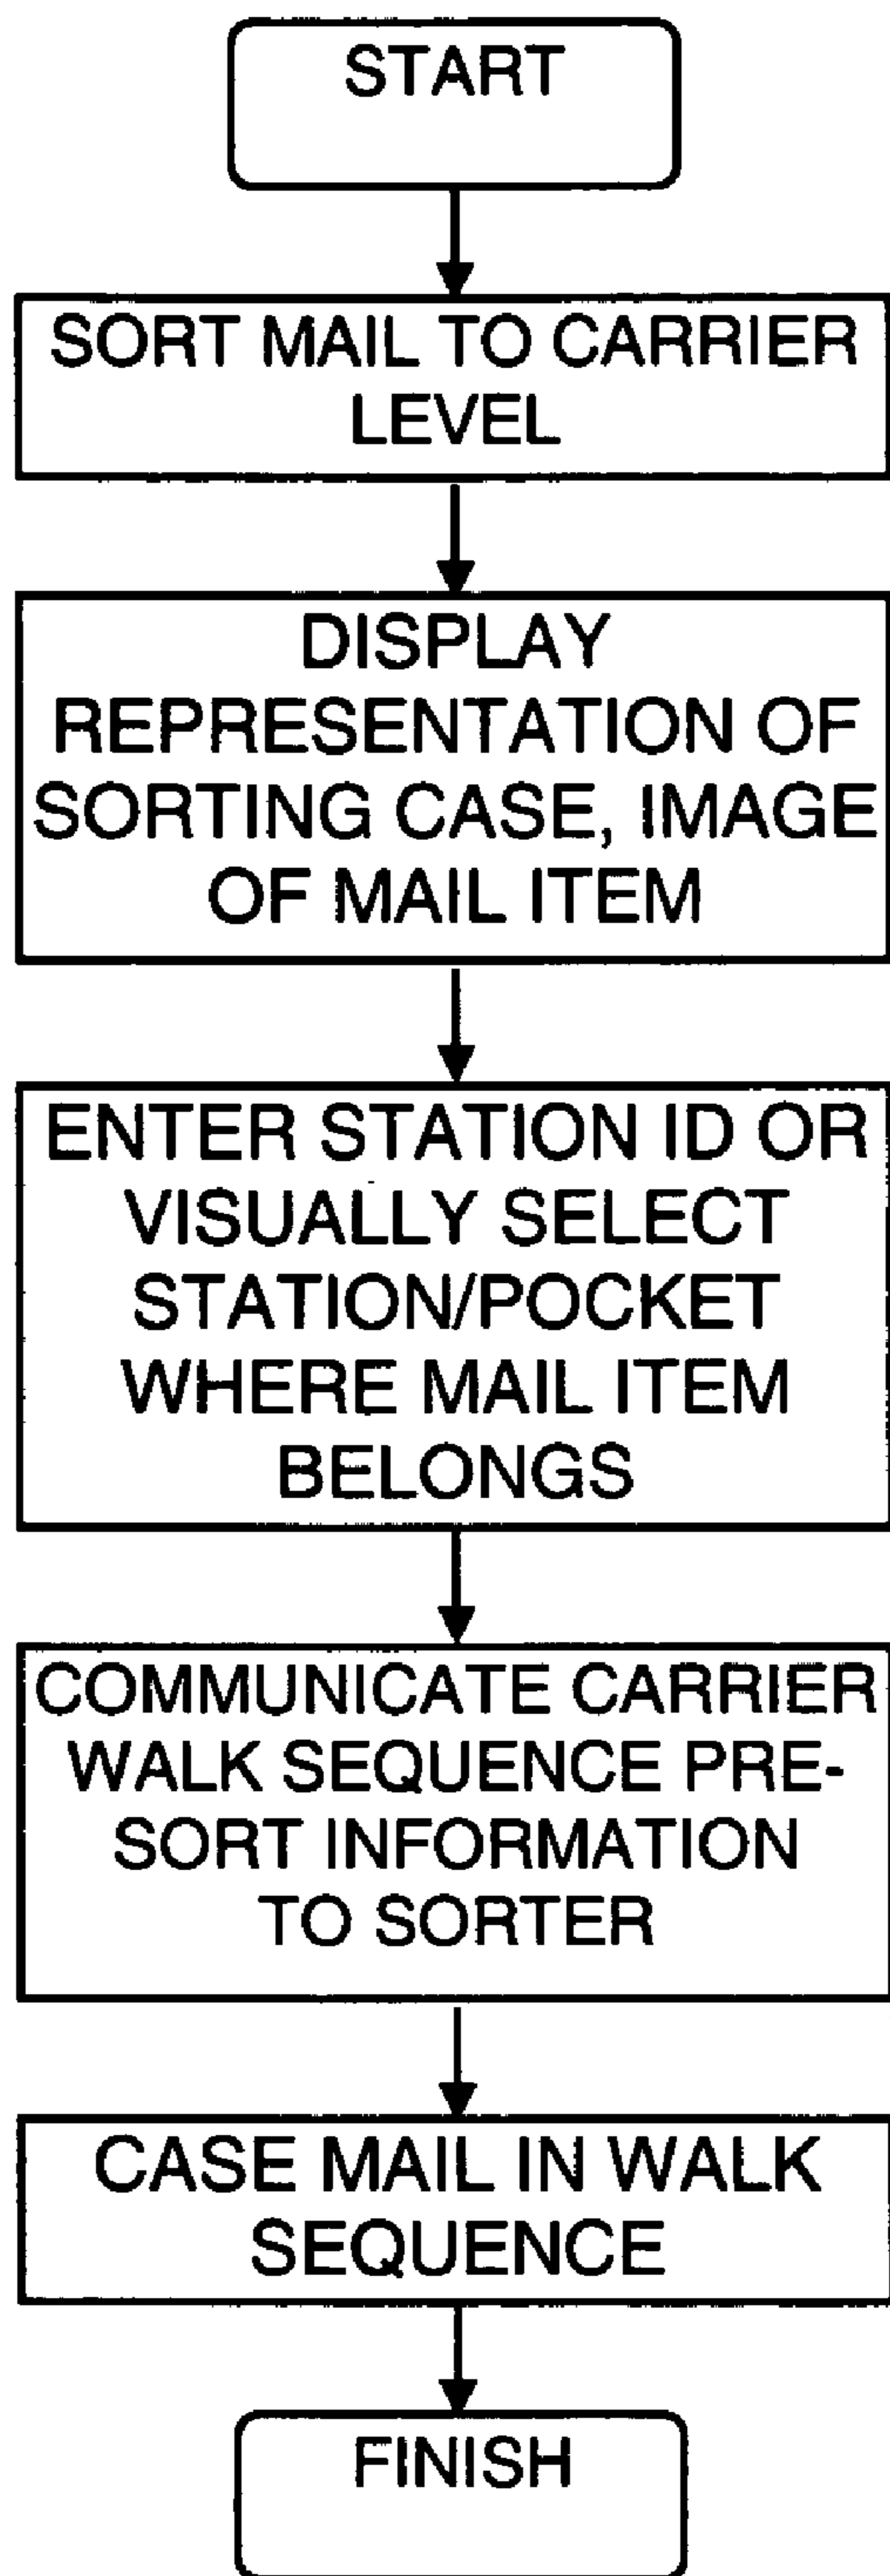 START
SORT MAIL TO CARRIER
LEVEL
DISPLAY
REPRESENTATION OF
SORTING CASE, IMAGE
OF MAIL ITEM
ENTER STATION ID OR
VISUALLY SELECT
STATION/POCKET
WHERE MAIL ITEM
BELONGS
COMMUNICATE CARRIER
WALK SEQUENCE PRE-
SORT INFORMATION
TO SORTER
CASE MAIL IN WALK
SEQUENCE
FINISH